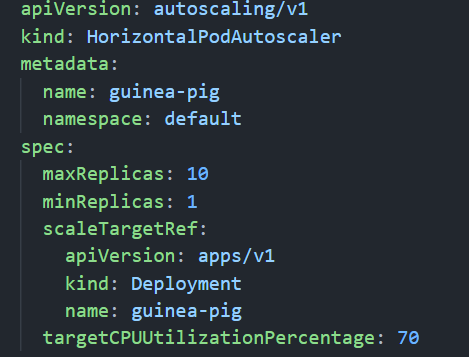 apiVersion: autoscaling/v1
kind: HorizontalPodAutoscaler
metadata:
  name: guinea-pig
  namespace: default
spec:
  maxReplicas: 10
  minReplicas: 1
  scaleTargetRef:
    apiVersion: apps/v1
    kind: Deployment
    name: guinea-pig
  targetCPUUtilizationPercentage: 70